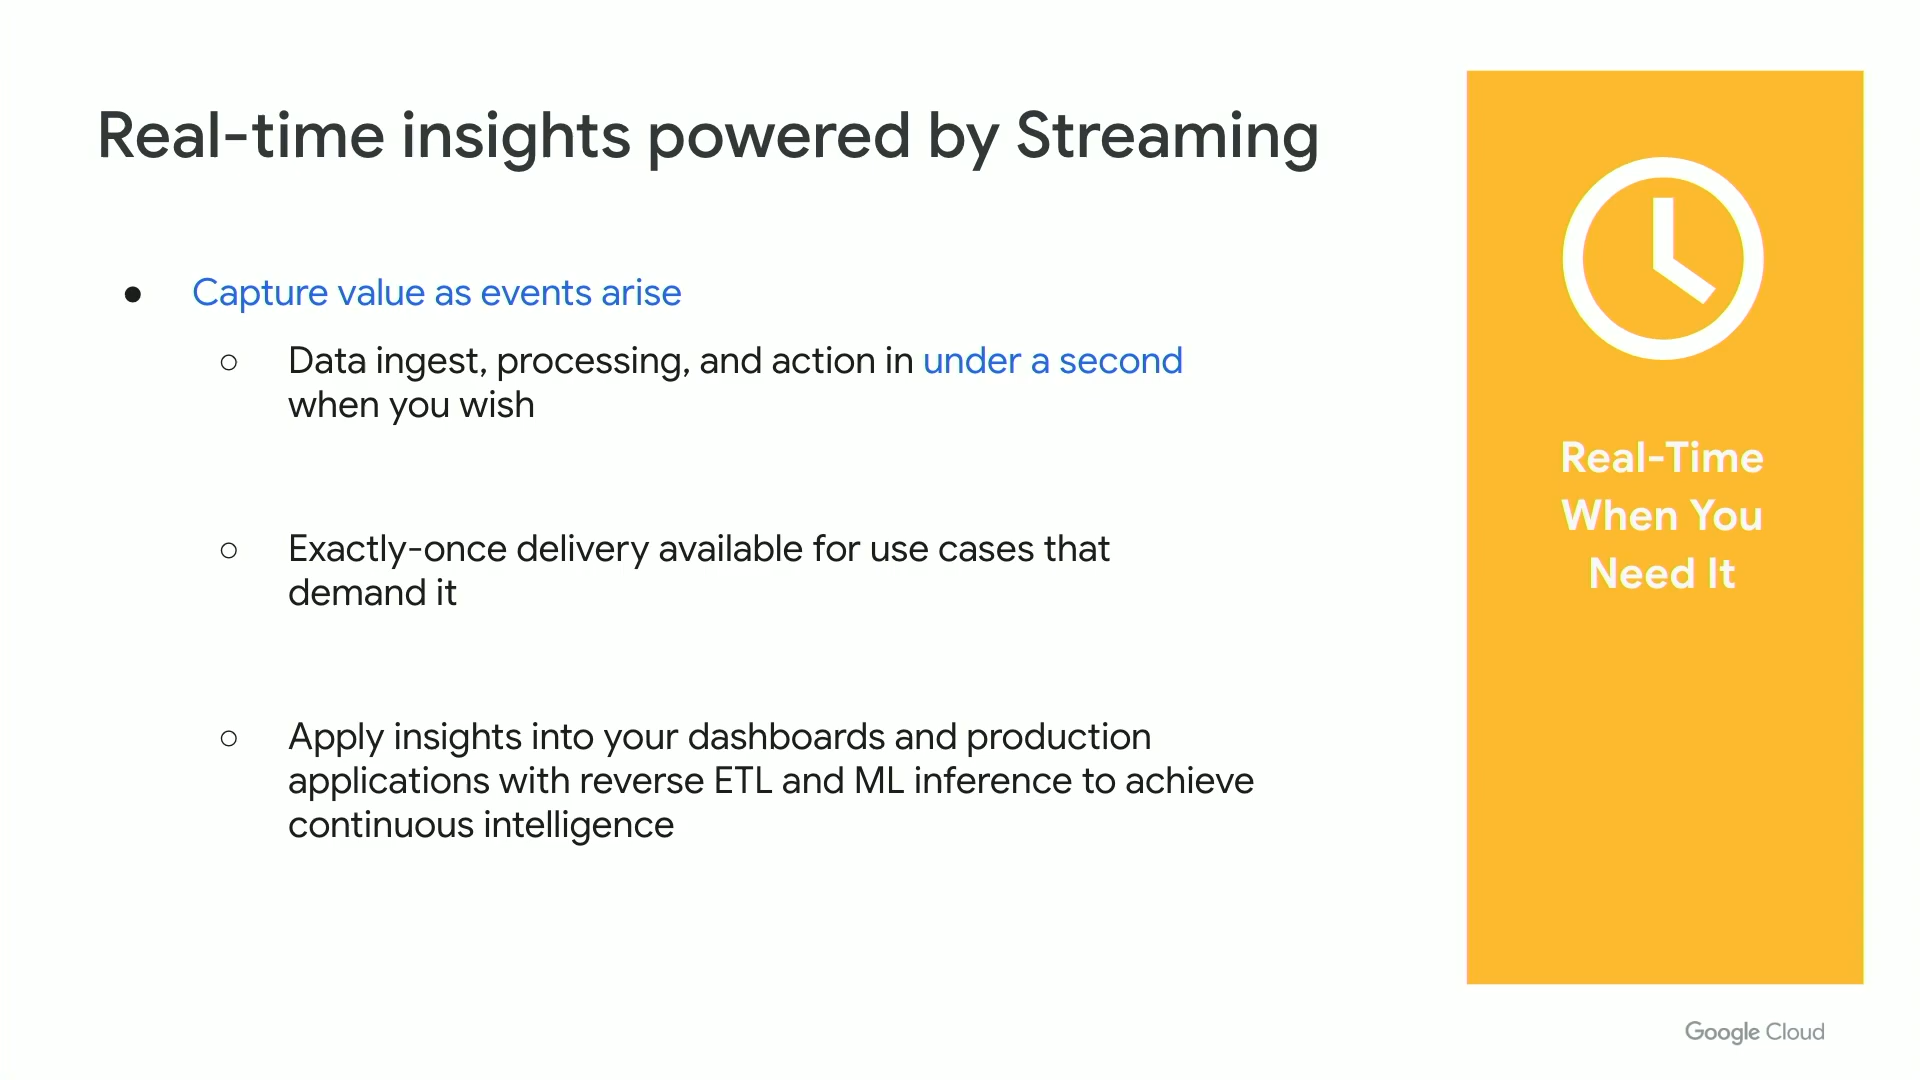 Real-time insights powered by Streaming
● Capture value as events arise
○ Data ingest, processing, and action in under a second
when you wish
○ Exactly-once delivery available for use cases that
demand it
○ Apply insights into your dashboards and production
applications with reverse ETL and ML inference to achieve
continuous intelligence
Real-Time
When You
Need It
Google Cloud